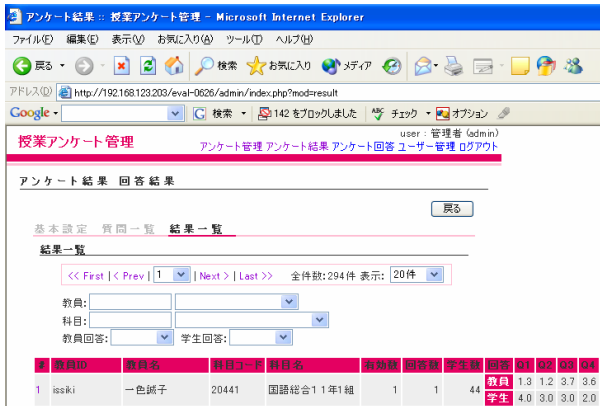 アンケート結果 :: 授業アンケート管理 - Microsoft Internet Explorer
ファイル(F) 編集(E) 表示(V) お気に入り(A) ツール(T) ヘルプ(H)
戻る 検索 お気に入り メディア
アドレス(D) http://192.168.123.203/eval-0626/admin/index.php?mod=result
Google 検索 142 をブロックしました チェック オプション
user : 管理者 (admin)
授業アンケート管理 アンケート管理 アンケート結果 アンケート回答 ユーザー管理 ログアウト
アンケート結果 回答結果
戻る
基本設定 質問一覧 結果一覧
結果一覧
<< First | < Prev | 1 | Next > | Last >> 全件数:294件 表示: 20件
教員:
科目:
教員回答: 学生回答:
# 教員ID 教員名 科目コード 科目名 有効数 回答数 学生数 回答 Q1 Q2 Q3 Q4
1 issiki 一色誠子 20441 国語総合11年1組 1 1 44 教員 1.3 1.2 3.7 3.6
学生 4.0 3.0 3.0 2.0